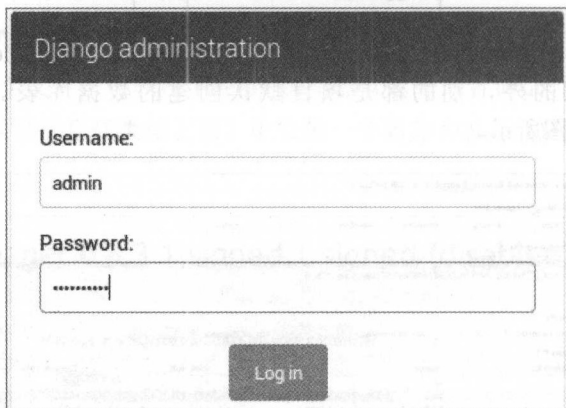 Django administration
Username:
admin
Password:
••••••••••
Log in